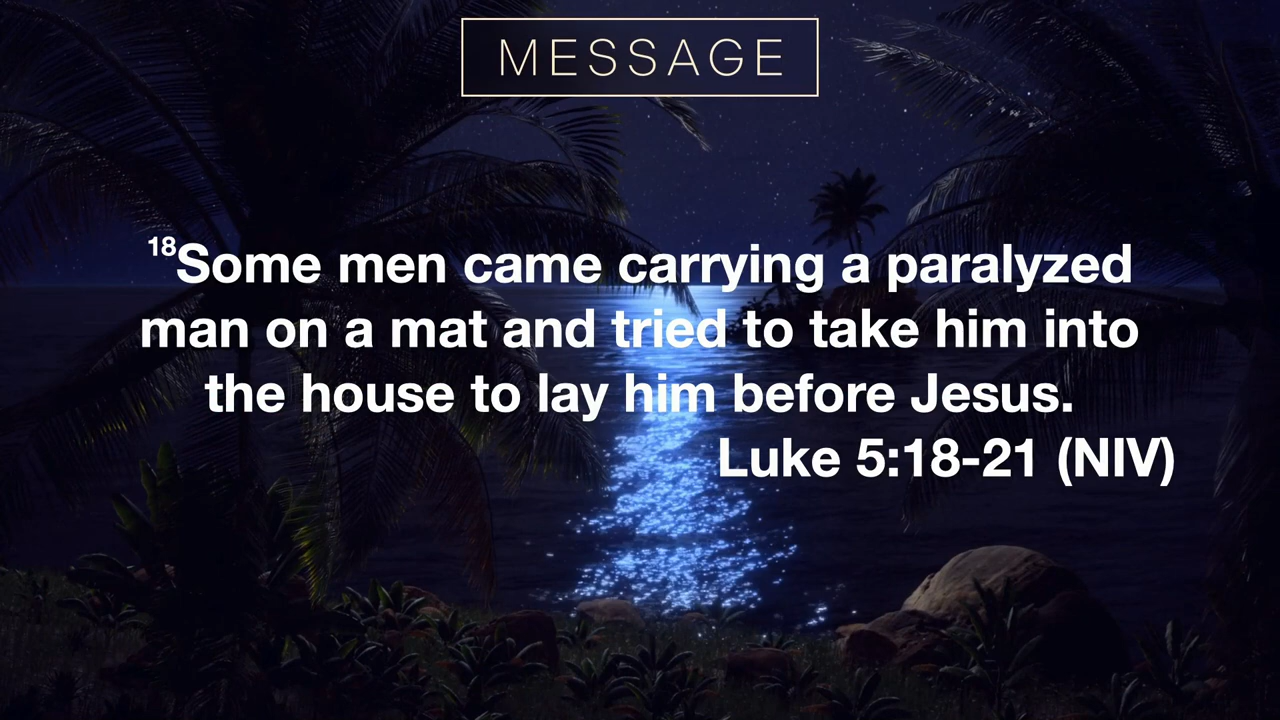 MESSAGE
18Some men came carrying a paralyzed
man on a mat and tried to take him into
the house to lay him before Jesus.
Luke 5:18-21 (NIV)